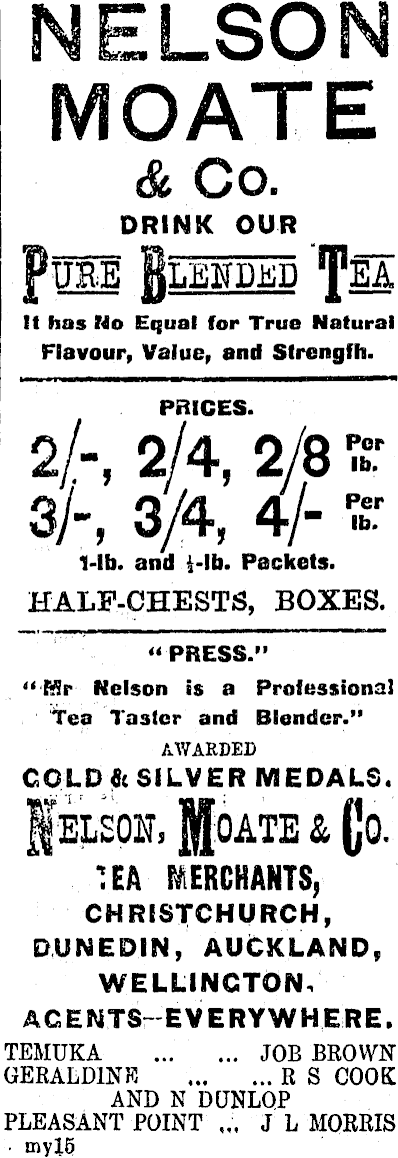 NELSON
MOATE
& Co.
DRINK OUR
PURE BLENDED TEA
It has No Equal for True Natural
Flavour, Value, and Strength.
PRICES.
2/-, 2/4, 2/8 Per lb.
3/-, 3/4, 4/- Per lb.
1-lb. and ½-lb. Packets.
HALF-CHESTS, BOXES.
"PRESS."
"Mr Nelson is a Professional
Tea Taster and Blender."
AWARDED
GOLD & SILVER MEDALS.
NELSON, MOATE & CO.
TEA MERCHANTS,
CHRISTCHURCH,
DUNEDIN, AUCKLAND,
WELLINGTON.
AGENTS—EVERYWHERE.
TEMUKA ... ... JOB BROWN
GERALDINE ... ... R S COOK
AND N DUNLOP
PLEASANT POINT ... J L MORRIS
my15